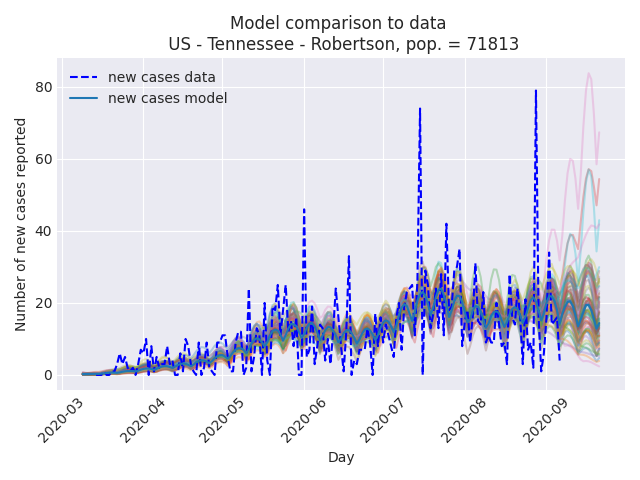 Model comparison to data
US - Tennessee - Robertson, pop. = 71813
new cases data
new cases model
Number of new cases reported
80
60
40
20
0
2020-03
2020-04
2020-05
2020-06
2020-07
2020-08
2020-09
Day